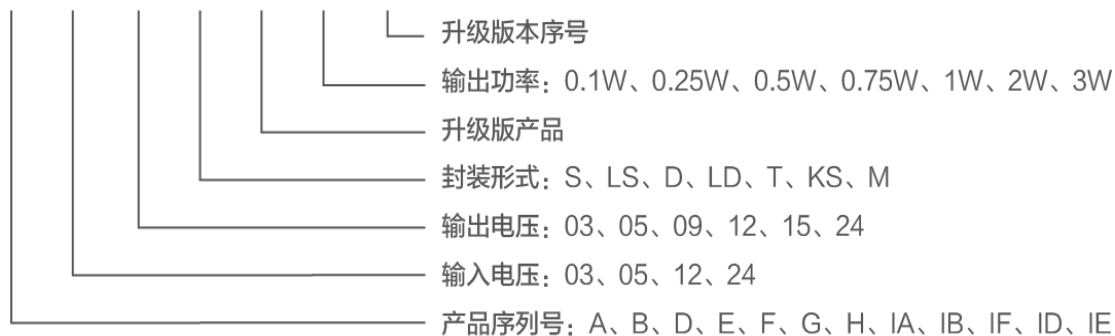 升级版本序号
输出功率：0.1W、0.25W、0.5W、0.75W、1W、2W、3W
升级版产品
封装形式：S、LS、D、LD、T、KS、M
输出电压：03、05、09、12、15、24
输入电压：03、05、12、24
产品序列号：A、B、D、E、F、G、H、IA、IB、IF、ID、IE